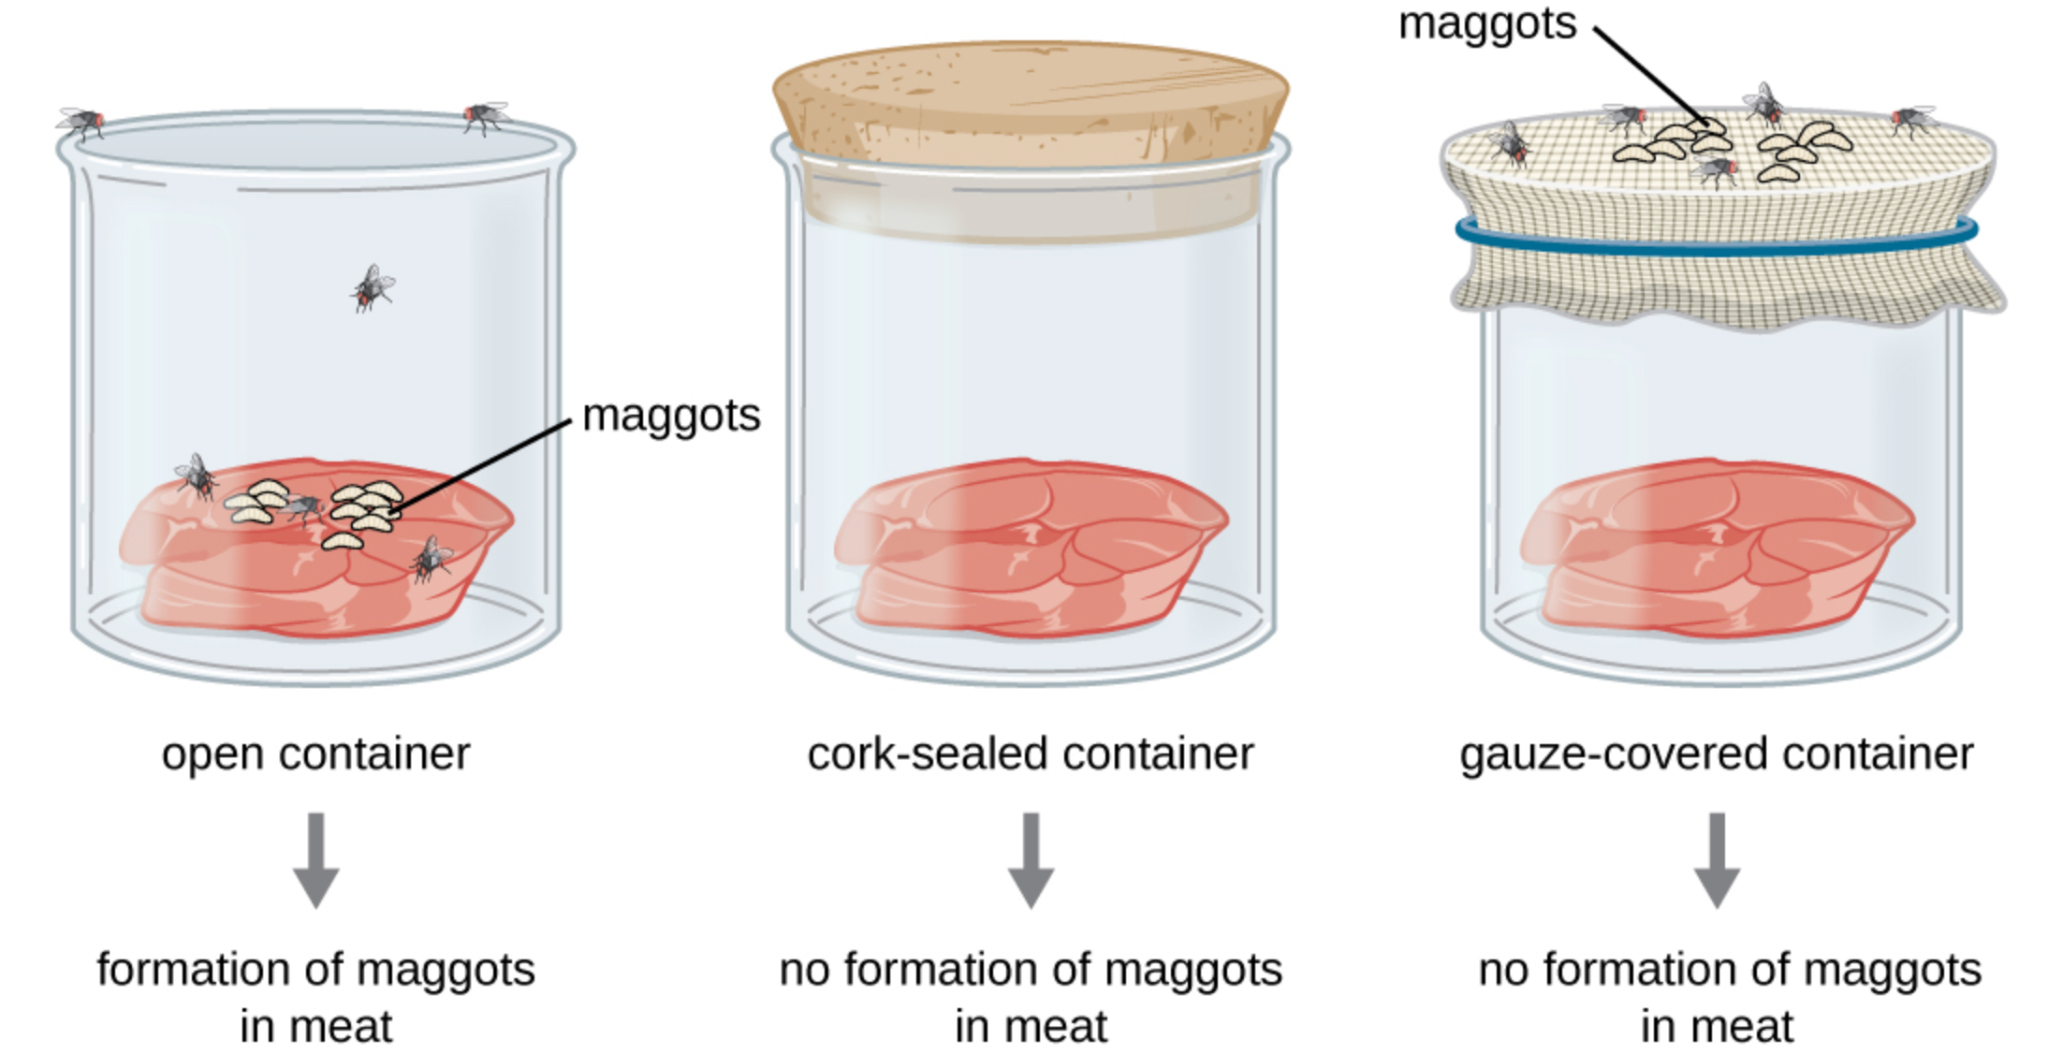 maggots
maggots
open container
cork-sealed container
gauze-covered container
formation of maggots
in meat
no formation of maggots
in meat
no formation of maggots
in meat